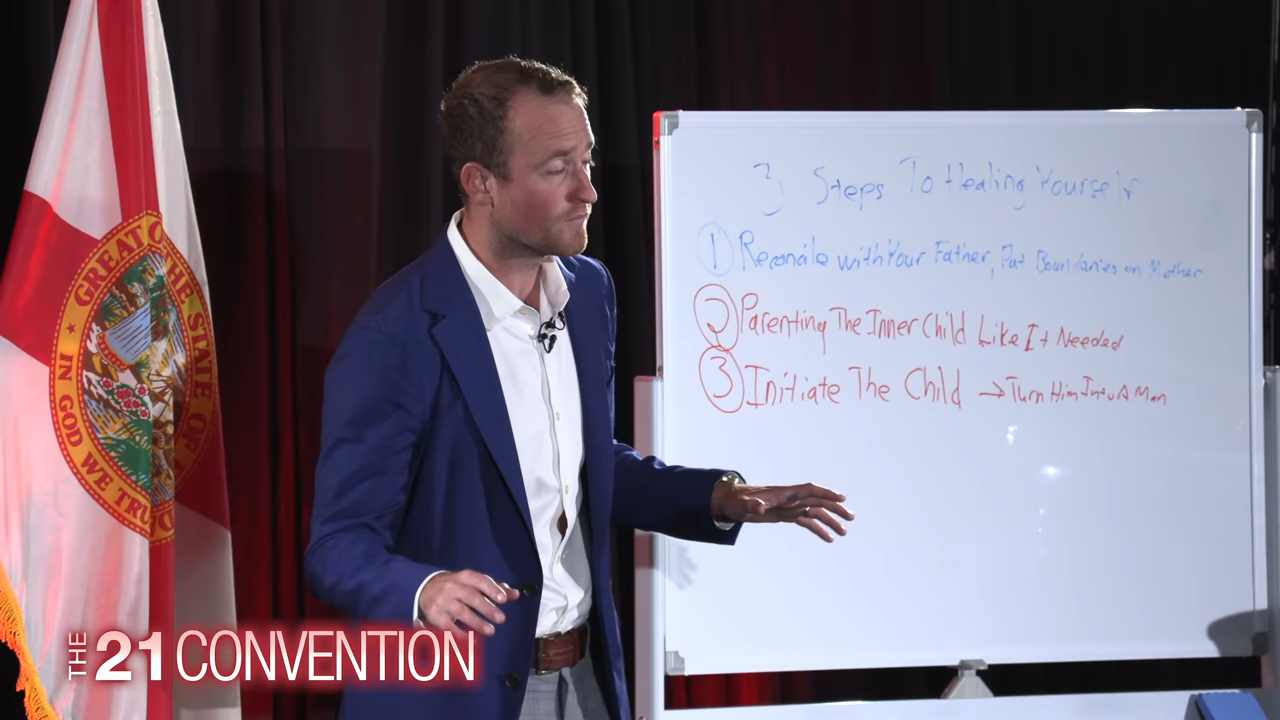 3 Steps To Healing Yourself
1 Reconcile with Your Father, Put Boundaries on Mother
2 Parenting The Inner Child Like It Needed
3 Initiate The Child → Turn Him Into A Man
GREAT OF THE STATE OF
IN GOD WE TRU
THE 21 CONVENTION